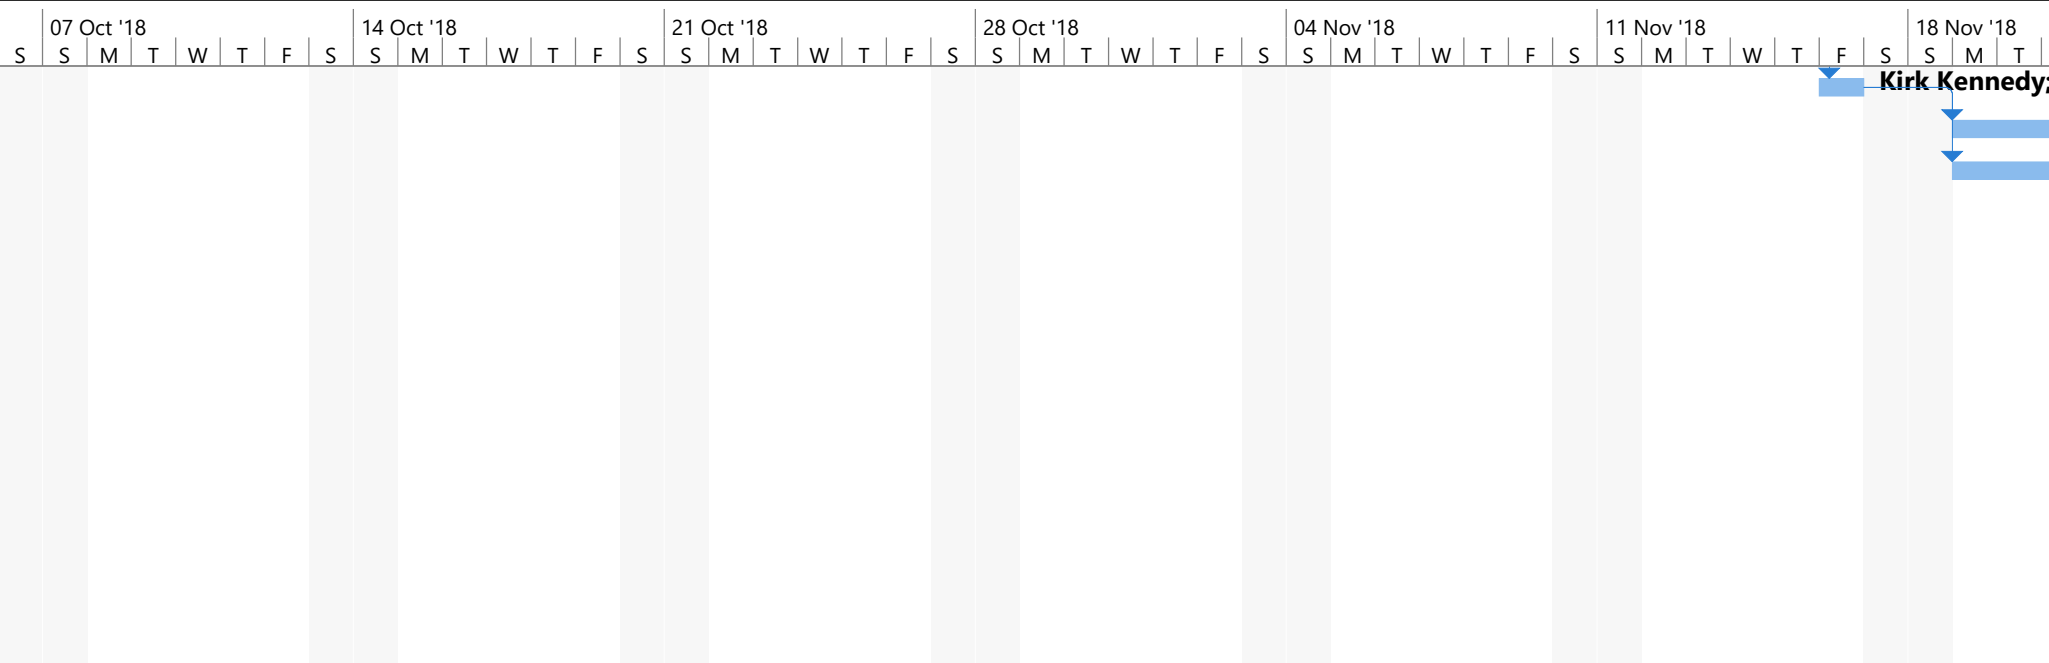 07 Oct '18 14 Oct '18 21 Oct '18 28 Oct '18 04 Nov '18 11 Nov '18 18 Nov '18
S S M T W T F S S M T W T F S S M T W T F S S M T W T F S S M T W T F S S M T W T F S S M T
Kirk Kennedy;